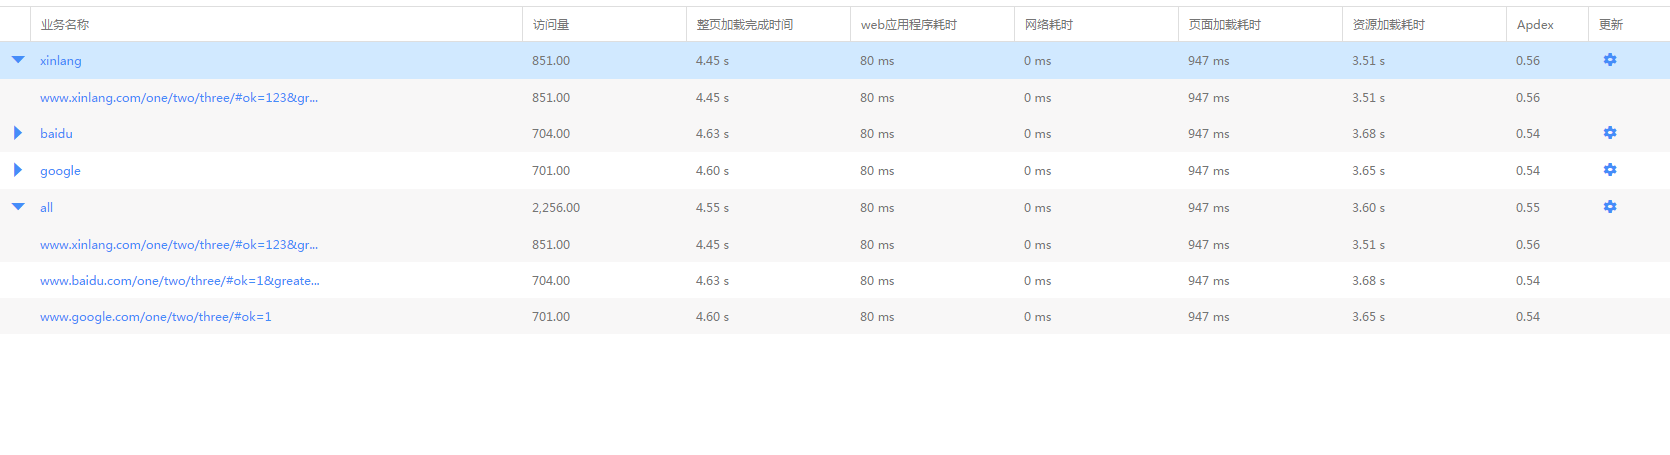 业务名称 访问量 整页加载完成时间 web应用程序耗时 网络耗时 页面加载耗时 资源加载耗时 Apdex 更新
xinlang 851.00 4.45 s 80 ms 0 ms 947 ms 3.51 s 0.56
www.xinlang.com/one/two/three/#ok=123&gr... 851.00 4.45 s 80 ms 0 ms 947 ms 3.51 s 0.56
baidu 704.00 4.63 s 80 ms 0 ms 947 ms 3.68 s 0.54
google 701.00 4.60 s 80 ms 0 ms 947 ms 3.65 s 0.54
all 2,256.00 4.55 s 80 ms 0 ms 947 ms 3.60 s 0.55
www.xinlang.com/one/two/three/#ok=123&gr... 851.00 4.45 s 80 ms 0 ms 947 ms 3.51 s 0.56
www.baidu.com/one/two/three/#ok=1&greate... 704.00 4.63 s 80 ms 0 ms 947 ms 3.68 s 0.54
www.google.com/one/two/three/#ok=1 701.00 4.60 s 80 ms 0 ms 947 ms 3.65 s 0.54